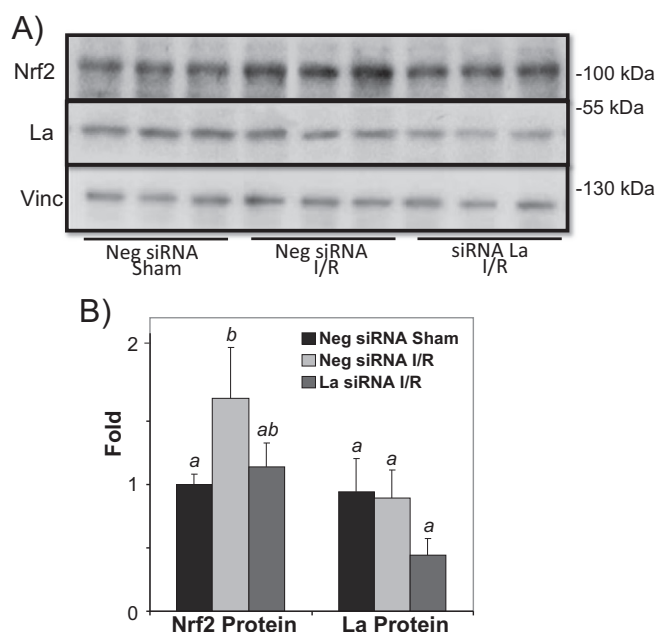 A)
Nrf2
-100 kDa
-55 kDa
La
Vinc
-130 kDa
Neg siRNA
Sham
Neg siRNA
I/R
siRNA La
I/R
B)
2
1
0
Fold
Neg siRNA Sham
Neg siRNA I/R
La siRNA I/R
a
b
ab
a
a
a
Nrf2 Protein
La Protein